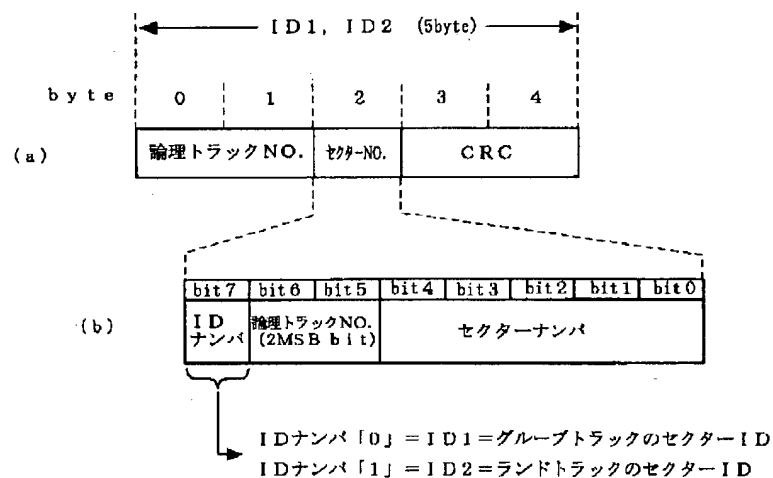 ID1, ID2 (5byte)
byte 0 1 2 3 4
(a) 論理トラックNO. セクターNO. CRC
bit7 bit6 bit5 bit4 bit3 bit2 bit1 bit0
(b) IDナンバ 論理トラックNO. (2MSB bit) セクターナンバ
IDナンバ「0」=ID1=グルーブトラックのセクターID
IDナンバ「1」=ID2=ランドトラックのセクターID